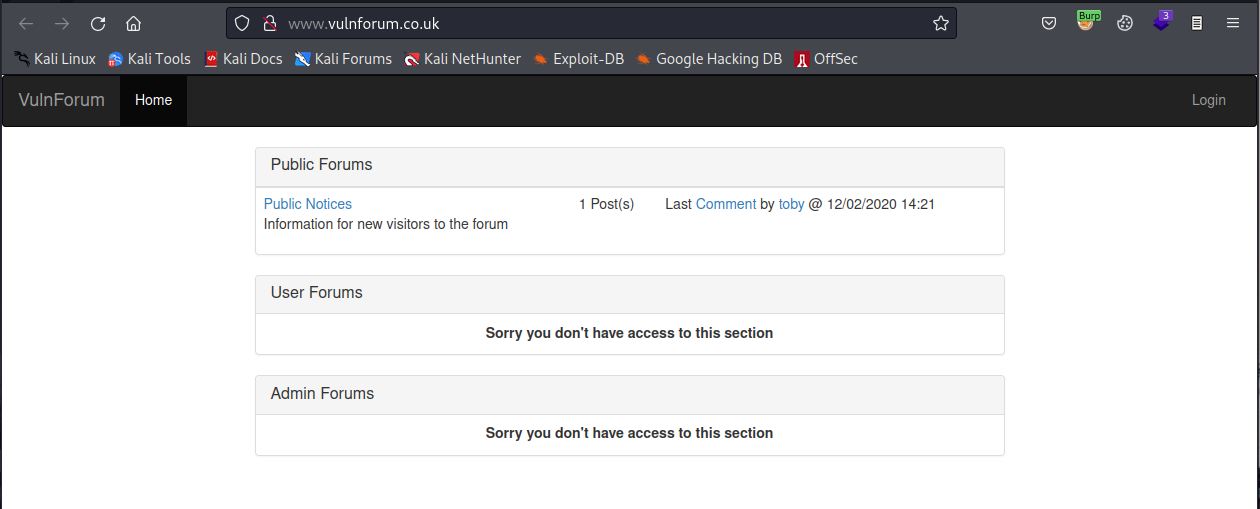 www.vulnforum.co.uk
Burp
3
Kali Linux Kali Tools Kali Docs Kali Forums Kali NetHunter Exploit-DB Google Hacking DB OffSec
VulnForum Home Login
Public Forums
Public Notices 1 Post(s) Last Comment by toby @ 12/02/2020 14:21
Information for new visitors to the forum
User Forums
Sorry you don't have access to this section
Admin Forums
Sorry you don't have access to this section